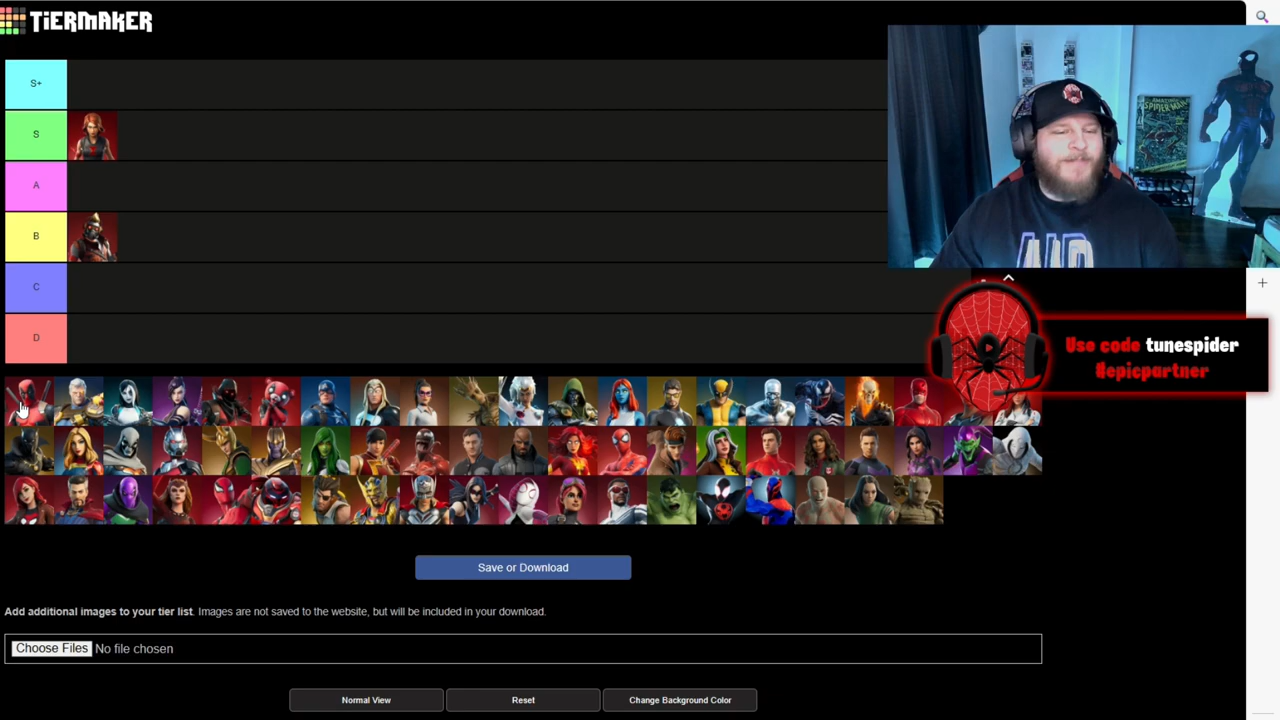 TIERMAKER
S+
S
A
B
C
D
Use code tunespider
#epicpartner
Save or Download
Add additional images to your tier list. Images are not saved to the website, but will be included in your download.
Choose Files No file chosen
Normal View
Reset
Change Background Color